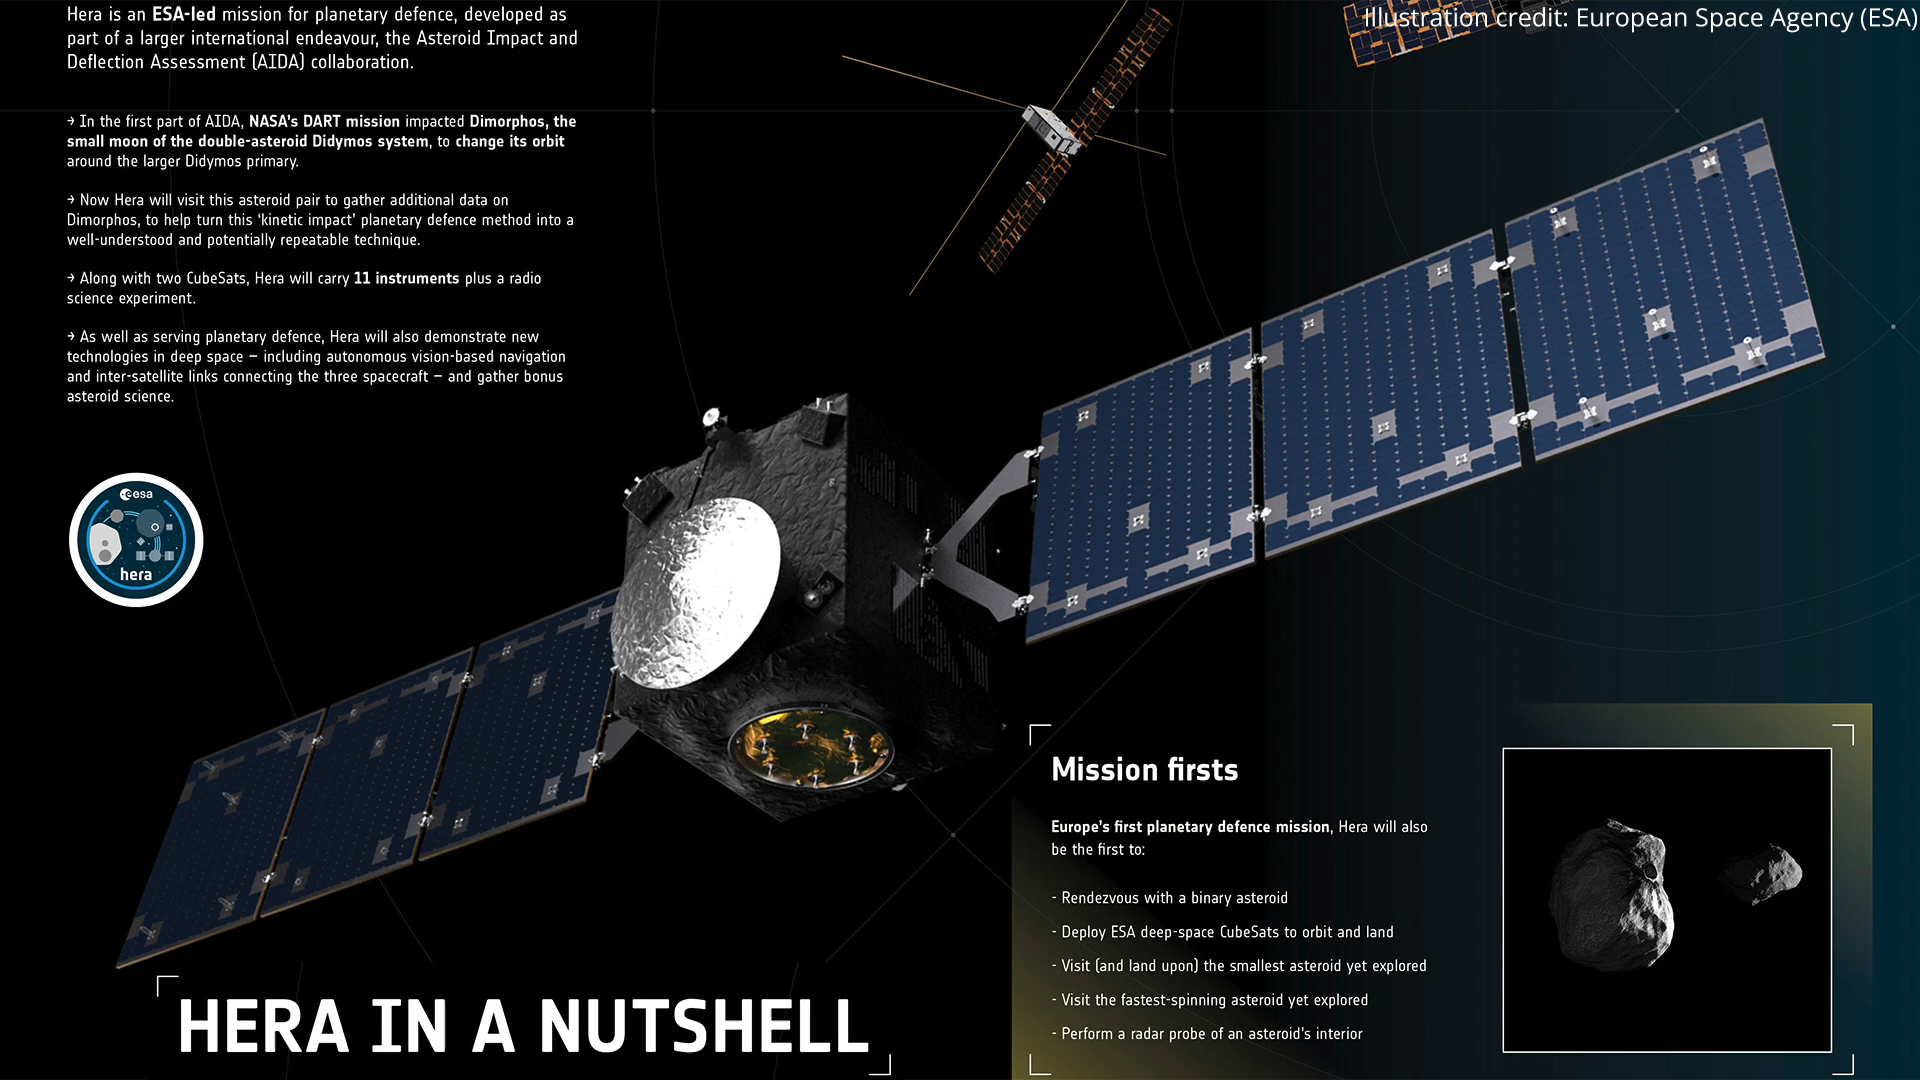 Illustration credit: European Space Agency (ESA)
Hera is an ESA-led mission for planetary defence, developed as
part of a larger international endeavour, the Asteroid Impact and
Deflection Assessment (AIDA) collaboration.
→ In the first part of AIDA, NASA's DART mission impacted Dimorphos, the
small moon of the double-asteroid Didymos system, to change its orbit
around the larger Didymos primary.
→ Now Hera will visit this asteroid pair to gather additional data on
Dimorphos, to help turn this ‘kinetic impact’ planetary defence method into a
well-understood and potentially repeatable technique.
→ Along with two CubeSats, Hera will carry 11 instruments plus a radio
science experiment.
→ As well as serving planetary defence, Hera will also demonstrate new
technologies in deep space – including autonomous vision-based navigation
and inter-satellite links connecting the three spacecraft – and gather bonus
asteroid science.
esa
hera
HERA IN A NUTSHELL
Mission firsts
Europe's first planetary defence mission, Hera will also
be the first to:
- Rendezvous with a binary asteroid
- Deploy ESA deep-space CubeSats to orbit and land
- Visit (and land upon) the smallest asteroid yet explored
- Visit the fastest-spinning asteroid yet explored
- Perform a radar probe of an asteroid's interior